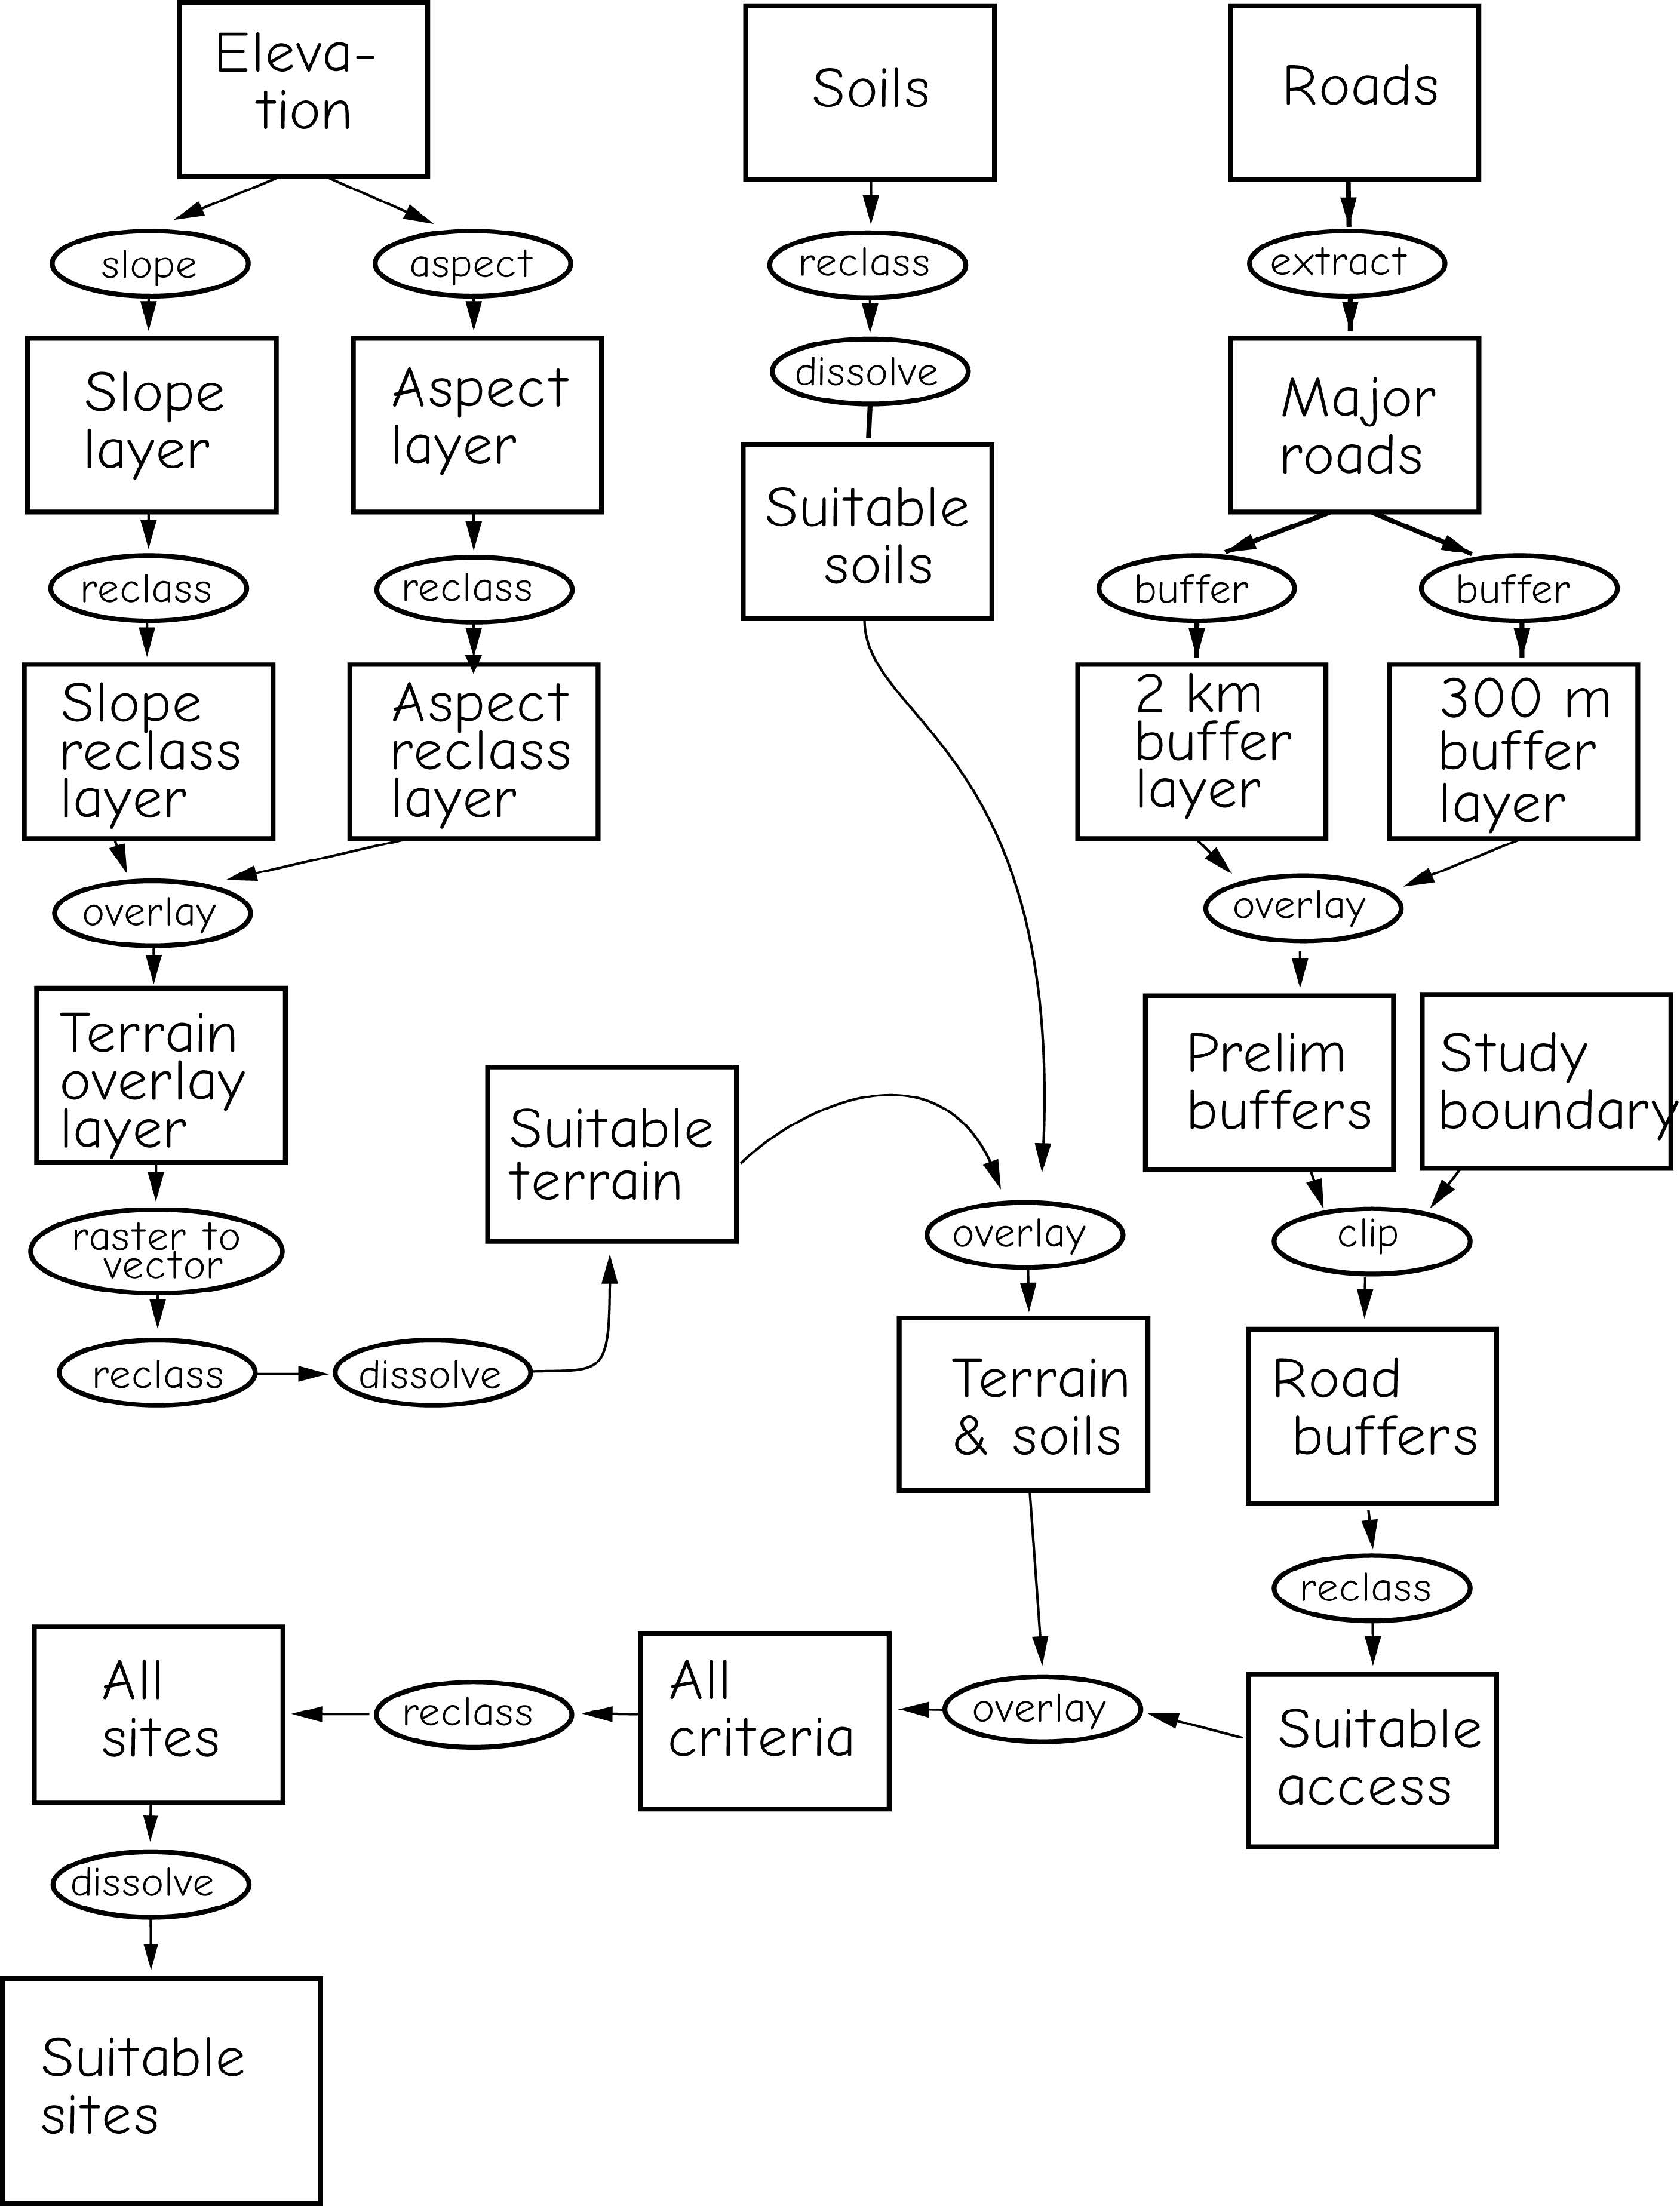 Eleva-
tion
Soils
Roads
slope
aspect
reclass
extract
dissolve
Slope
layer
Aspect
layer
Major
roads
Suitable
soils
reclass
reclass
buffer
buffer
Slope
reclass
layer
Aspect
reclass
layer
2 km
buffer
layer
300 m
buffer
layer
overlay
overlay
Terrain
overlay
layer
Prelim
buffers
Study
boundary
Suitable
terrain
raster to
vector
overlay
clip
reclass
dissolve
Terrain
& soils
Road
buffers
reclass
All
sites
reclass
All
criteria
overlay
Suitable
access
dissolve
Suitable
sites